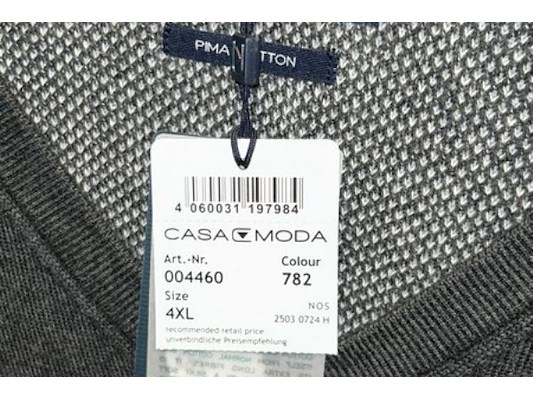 PIMA COTTON
4 060031 197984
CASA MODA
Art.-Nr. Colour
004460 782
Size
4XL
NOS
2503 0724 H
recommended retail price
unverbindliche Preisempfehlung